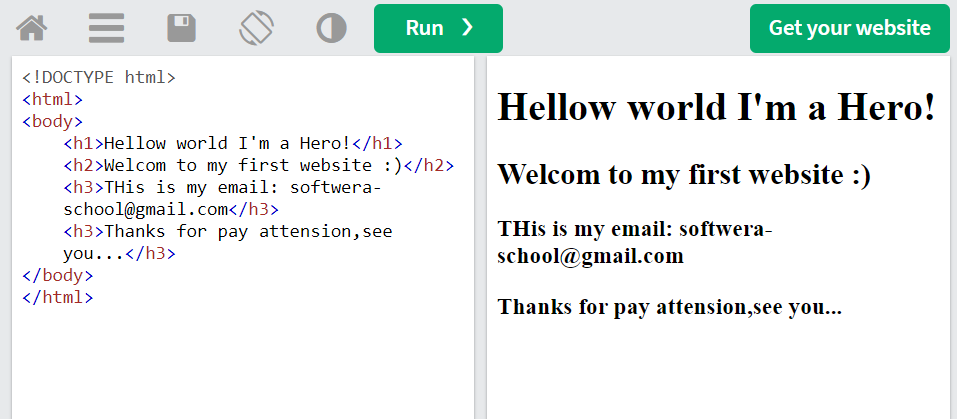 Run ❯
Get your website
<!DOCTYPE html>
<html>
<body>
<h1>Hellow world I'm a Hero!</h1>
<h2>Welcom to my first website :)</h2>
<h3>THis is my email: softwera-
school@gmail.com</h3>
<h3>Thanks for pay attension,see
you...</h3>
</body>
</html>
Hellow world I'm a Hero!
Welcom to my first website :)
THis is my email: softwera-
school@gmail.com
Thanks for pay attension,see you...